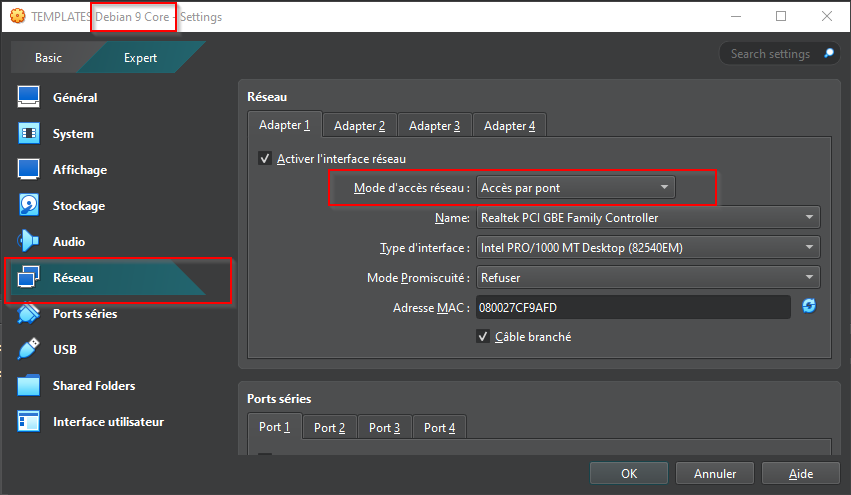 TEMPLATES Debian 9 Core - Settings
Basic
Expert
Search settings
Général
System
Affichage
Stockage
Audio
Réseau
Ports séries
USB
Shared Folders
Interface utilisateur
Réseau
Adapter 1
Adapter 2
Adapter 3
Adapter 4
Activer l'interface réseau
Mode d'accès réseau : Accès par pont
Name: Realtek PCI GBE Family Controller
Type d'interface : Intel PRO/1000 MT Desktop (82540EM)
Mode Promiscuité : Refuser
Adresse MAC : 080027CF9AFD
Câble branché
Ports séries
Port 1
Port 2
Port 3
Port 4
OK
Annuler
Aide